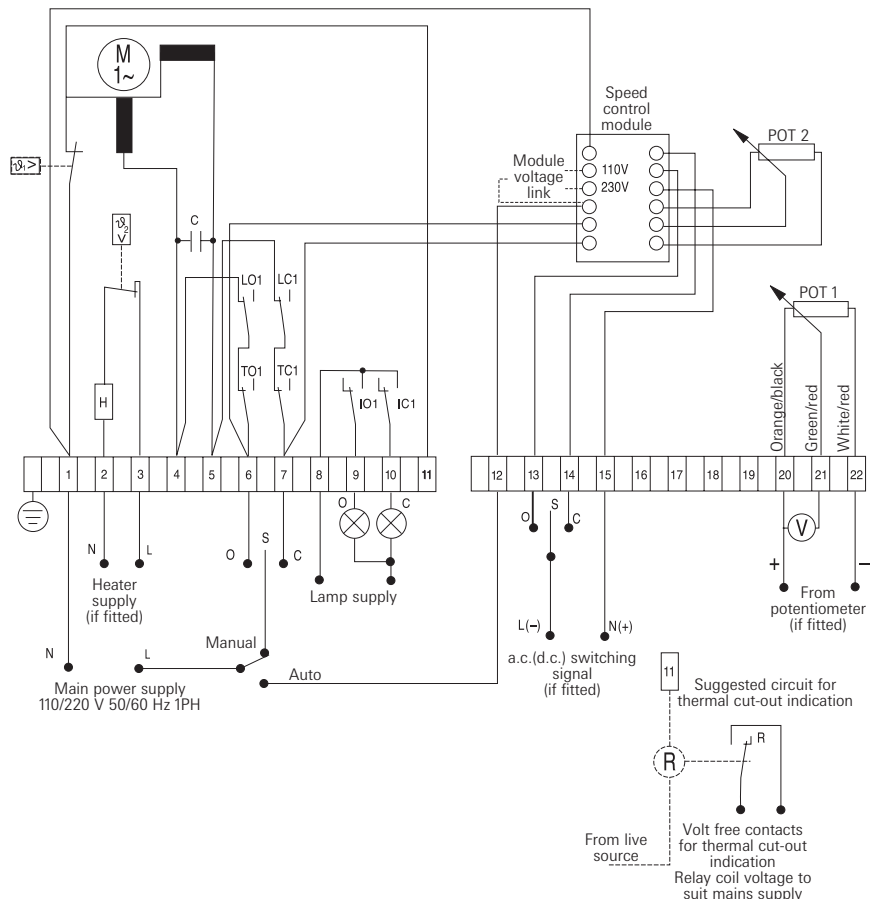 M
1~
Speed
control
module
POT 2
ϑ1>
Module
voltage
link
110V
230V
ϑ2
V
C
LO1
LC1
POT 1
TO1
TC1
IO1
IC1
H
Orange/black
Green/red
White/red
1
2
3
4
5
6
7
8
9
10
11
12
13
14
15
16
17
18
19
20
21
22
O
C
O
S
C
V
N
L
O
S
C
+
−
Heater
supply
(if fitted)
Lamp supply
From
potentiometer
(if fitted)
L(−)
N(+)
Manual
N
L
Auto
a.c.(d.c.) switching
signal
(if fitted)
Main power supply
110/220 V 50/60 Hz 1PH
11
Suggested circuit for
thermal cut-out indication
R
R
From live
source
Volt free contacts
for thermal cut-out
indication
Relay coil voltage to
suit mains supply